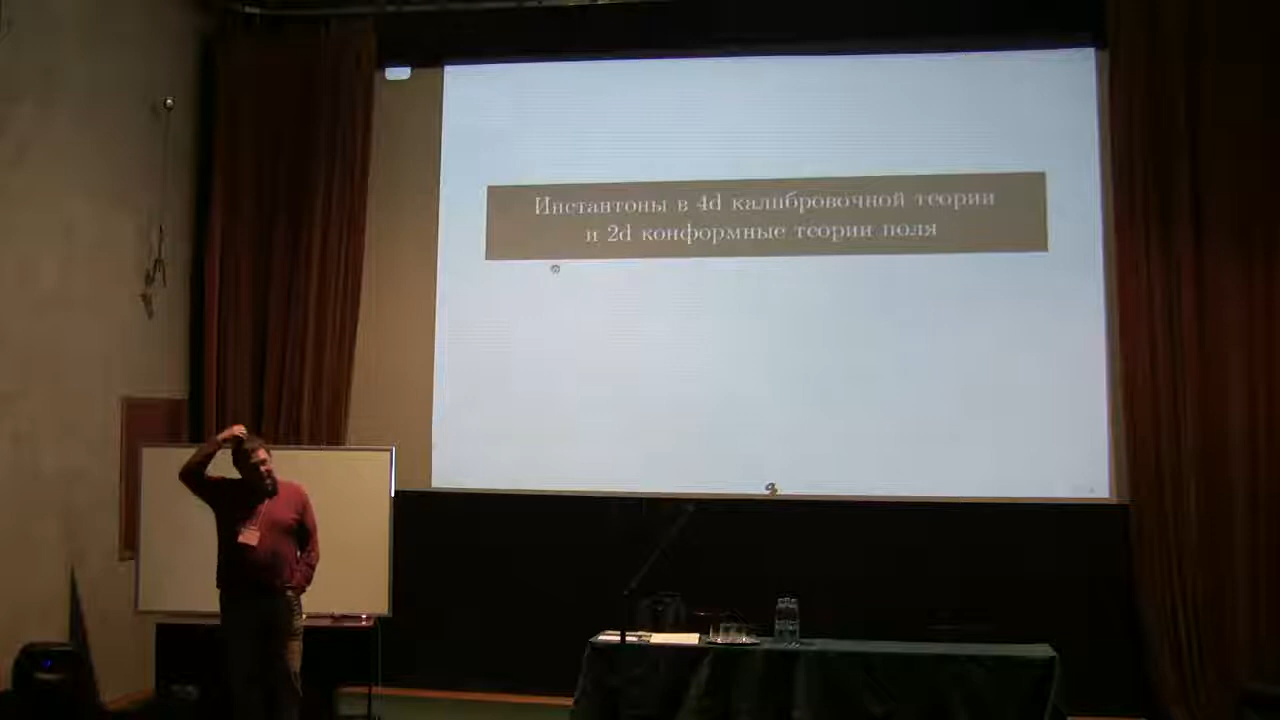 Инстантоны в 4d калибровочной теории
и 2d конформные теории поля